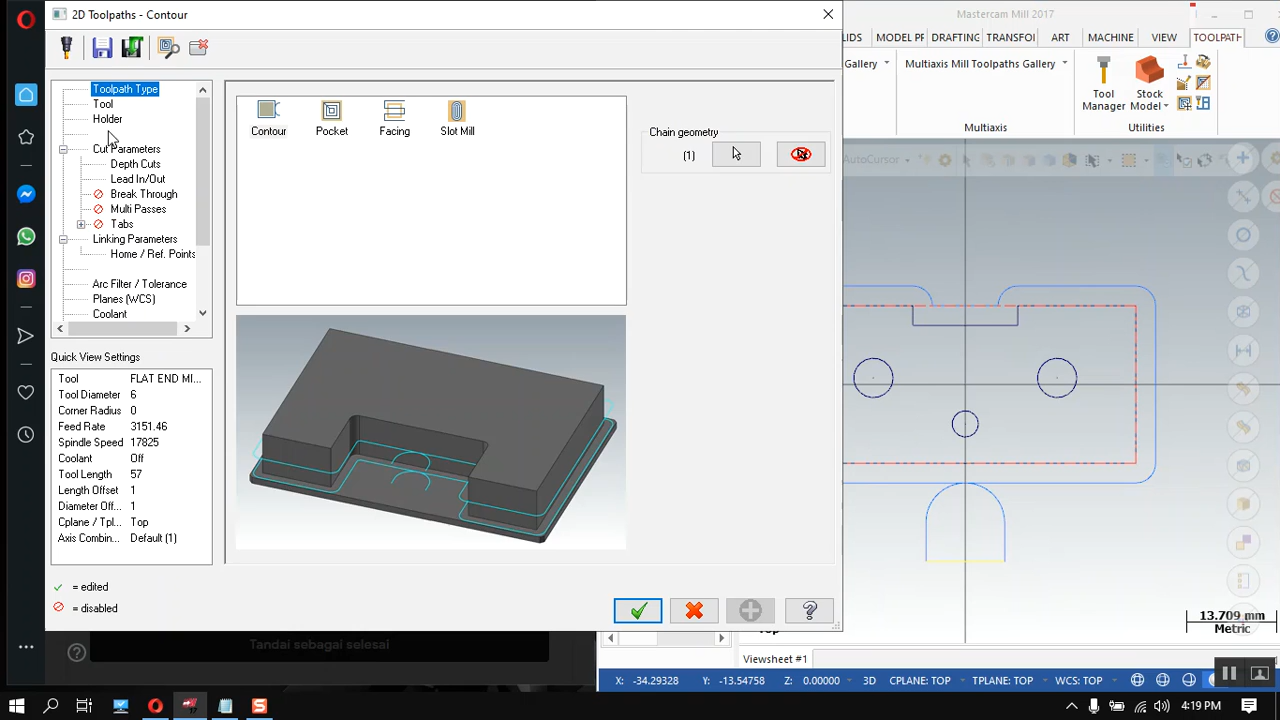 2D Toolpaths - Contour
Mastercam Mill 2017
LIDS
MODEL PF
DRAFTING
TRANSFOI
ART
MACHINE
VIEW
TOOLPATH
Gallery
Multiaxis Mill Toolpaths Gallery
Tool
Manager
Stock
Model
Multiaxis
Utilities
AutoCursor
Toolpath Type
Tool
Holder
Cut Parameters
Depth Cuts
Lead In/Out
Break Through
Multi Passes
Tabs
Linking Parameters
Home / Ref. Points
Arc Filter / Tolerance
Planes (WCS)
Coolant
Contour
Pocket
Facing
Slot Mill
Chain geometry
(1)
Quick View Settings
Tool FLAT END MI...
Tool Diameter 6
Corner Radius 0
Feed Rate 3151.46
Spindle Speed 17825
Coolant Off
Tool Length 57
Length Offset 1
Diameter Off... 1
Cplane / Tpl... Top
Axis Combin... Default (1)
= edited
= disabled
13.709 mm
Metric
Tandai sebagai selesai
Viewsheet #1
X: -34.29328 Y: -13.54758 Z: 0.00000 3D CPLANE: TOP TPLANE: TOP WCS: TOP
4:19 PM